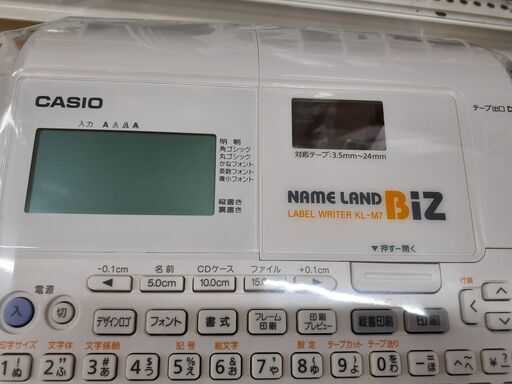 CASIO
入力 A A A A
明 朝
角ゴシック
丸ゴシック
かなフォント
英数フォント
微小フォント
縦書き
裏書き
テープ出口
対応テープ:3.5mm~24mm
NAME LAND BiZ
LABEL WRITER KL-M7
▼ 押す−開く
-0.1cm 名 前 CDケース ファイル +0.1cm
5.0cm 10.0cm 15.0cm
電源
入 切
デザインロゴ フォント 書 式 フレーム印刷 印刷プレビュー 縦書印刷 印刷
行頭
印字サイズ 文字体 文字修飾 記 号 絵文字 設 定 テープカット テープ送り
1 ! ぬ 2 " ふ 3 # あ 4 $ う 5 % え 6 & お 7 ' や 8 ( ゆ 9 ) よ 0 を わ - = ほ ^ ~ へ